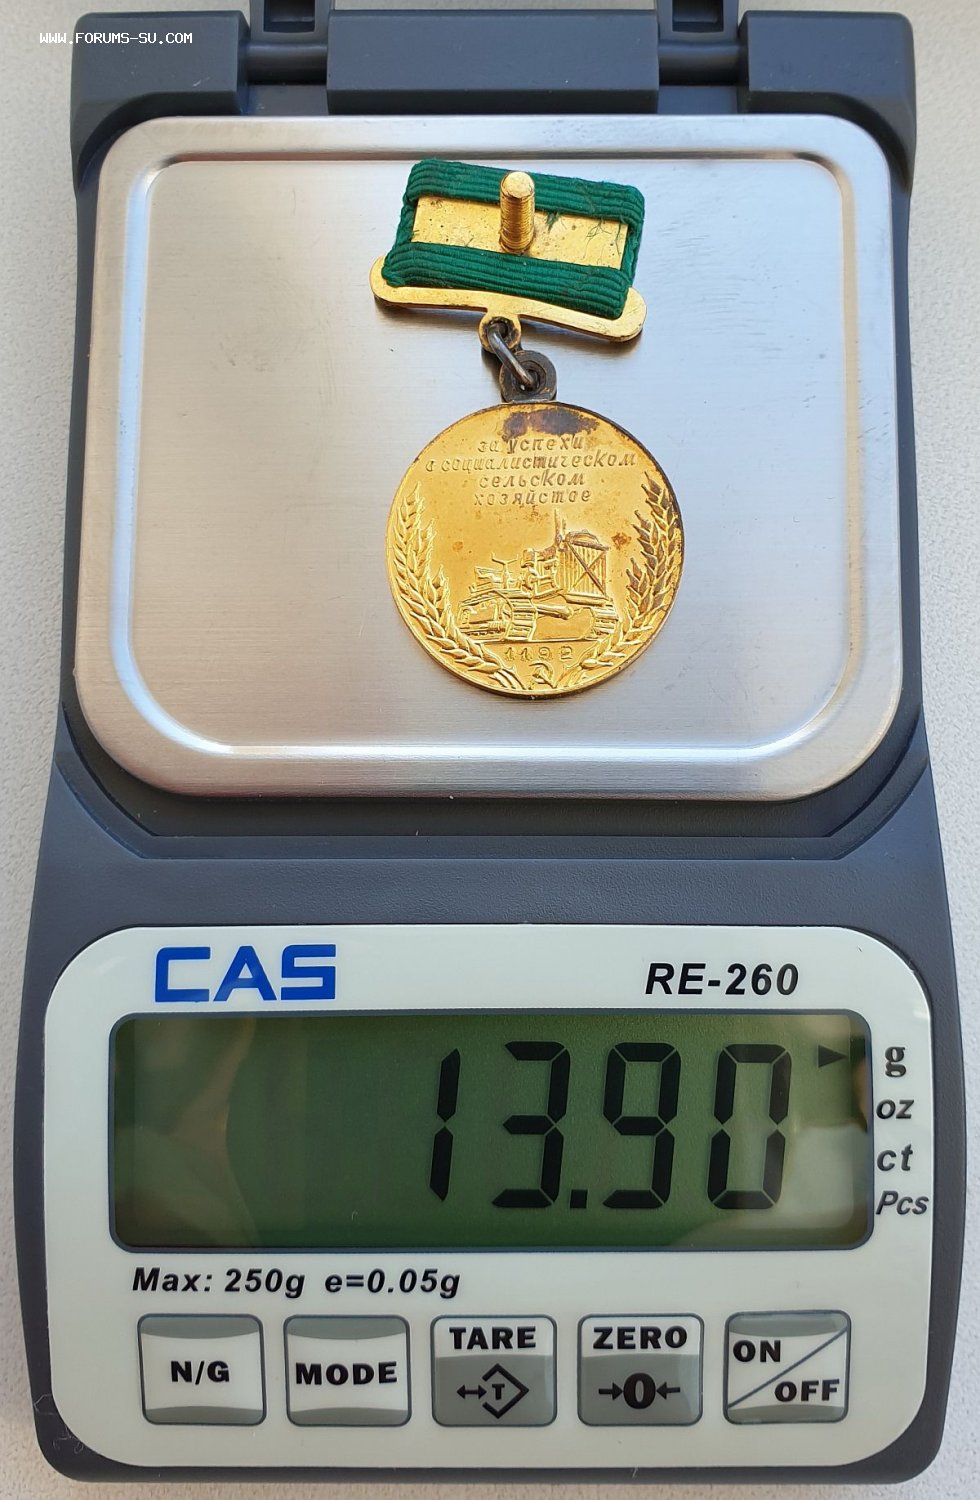 WWW.FORUMS-SU.COM
за успехи
в социалистическом
сельском
хозяйстве
1192
CAS
RE-260
13.90
g
oz
ct
Pcs
Max: 250g e=0.05g
N/G
MODE
TARE
T
ZERO
0
ON
OFF